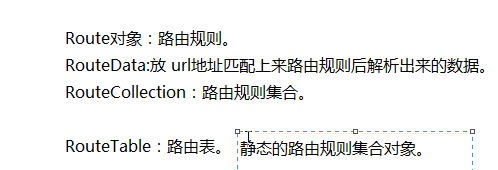 Route对象：路由规则。
RouteData:放 url地址匹配上来路由规则后解析出来的数据。
RouteCollection：路由规则集合。
RouteTable：路由表。 静态的路由规则集合对象。